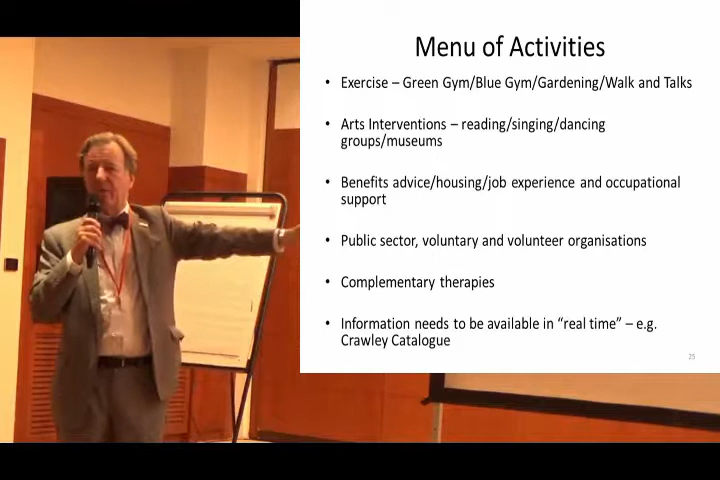 Menu of Activities
• Exercise – Green Gym/Blue Gym/Gardening/Walk and Talks
• Arts Interventions – reading/singing/dancing
groups/museums
• Benefits advice/housing/job experience and occupational
support
• Public sector, voluntary and volunteer organisations
• Complementary therapies
• Information needs to be available in “real time” – e.g.
Crawley Catalogue
25